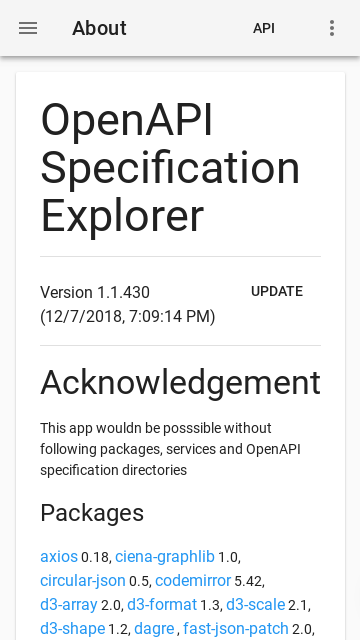 About
API
OpenAPI
Specification
Explorer
Version 1.1.430
(12/7/2018, 7:09:14 PM)
UPDATE
Acknowledgement
This app wouldn be posssible without
following packages, services and OpenAPI
specification directories
Packages
axios 0.18, ciena-graphlib 1.0,
circular-json 0.5, codemirror 5.42,
d3-array 2.0, d3-format 1.3, d3-scale 2.1,
d3-shape 1.2, dagre , fast-json-patch 2.0,